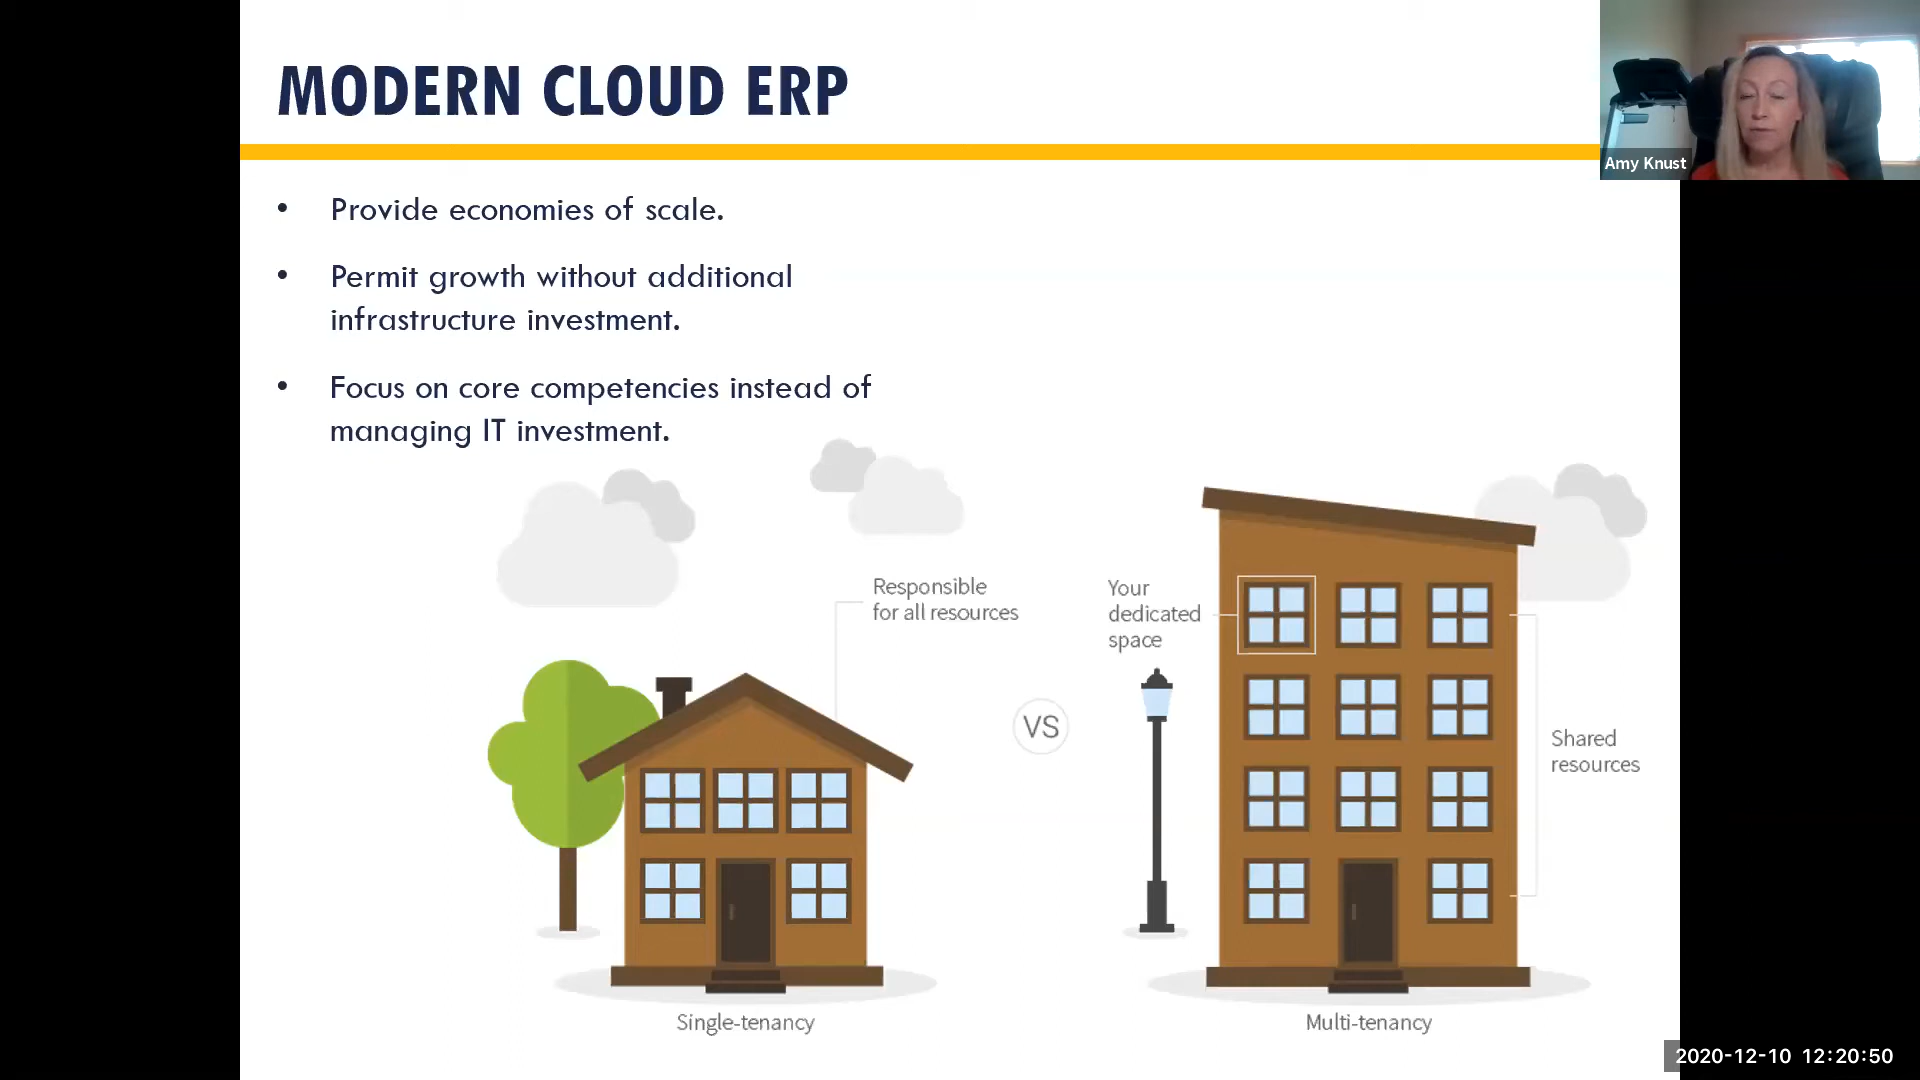 MODERN CLOUD ERP
Amy Knust
• Provide economies of scale.
• Permit growth without additional
infrastructure investment.
• Focus on core competencies instead of
managing IT investment.
Responsible
for all resources
Your
dedicated
space
VS
Shared
resources
Single-tenancy
Multi-tenancy
2020-12-10 12:20:50